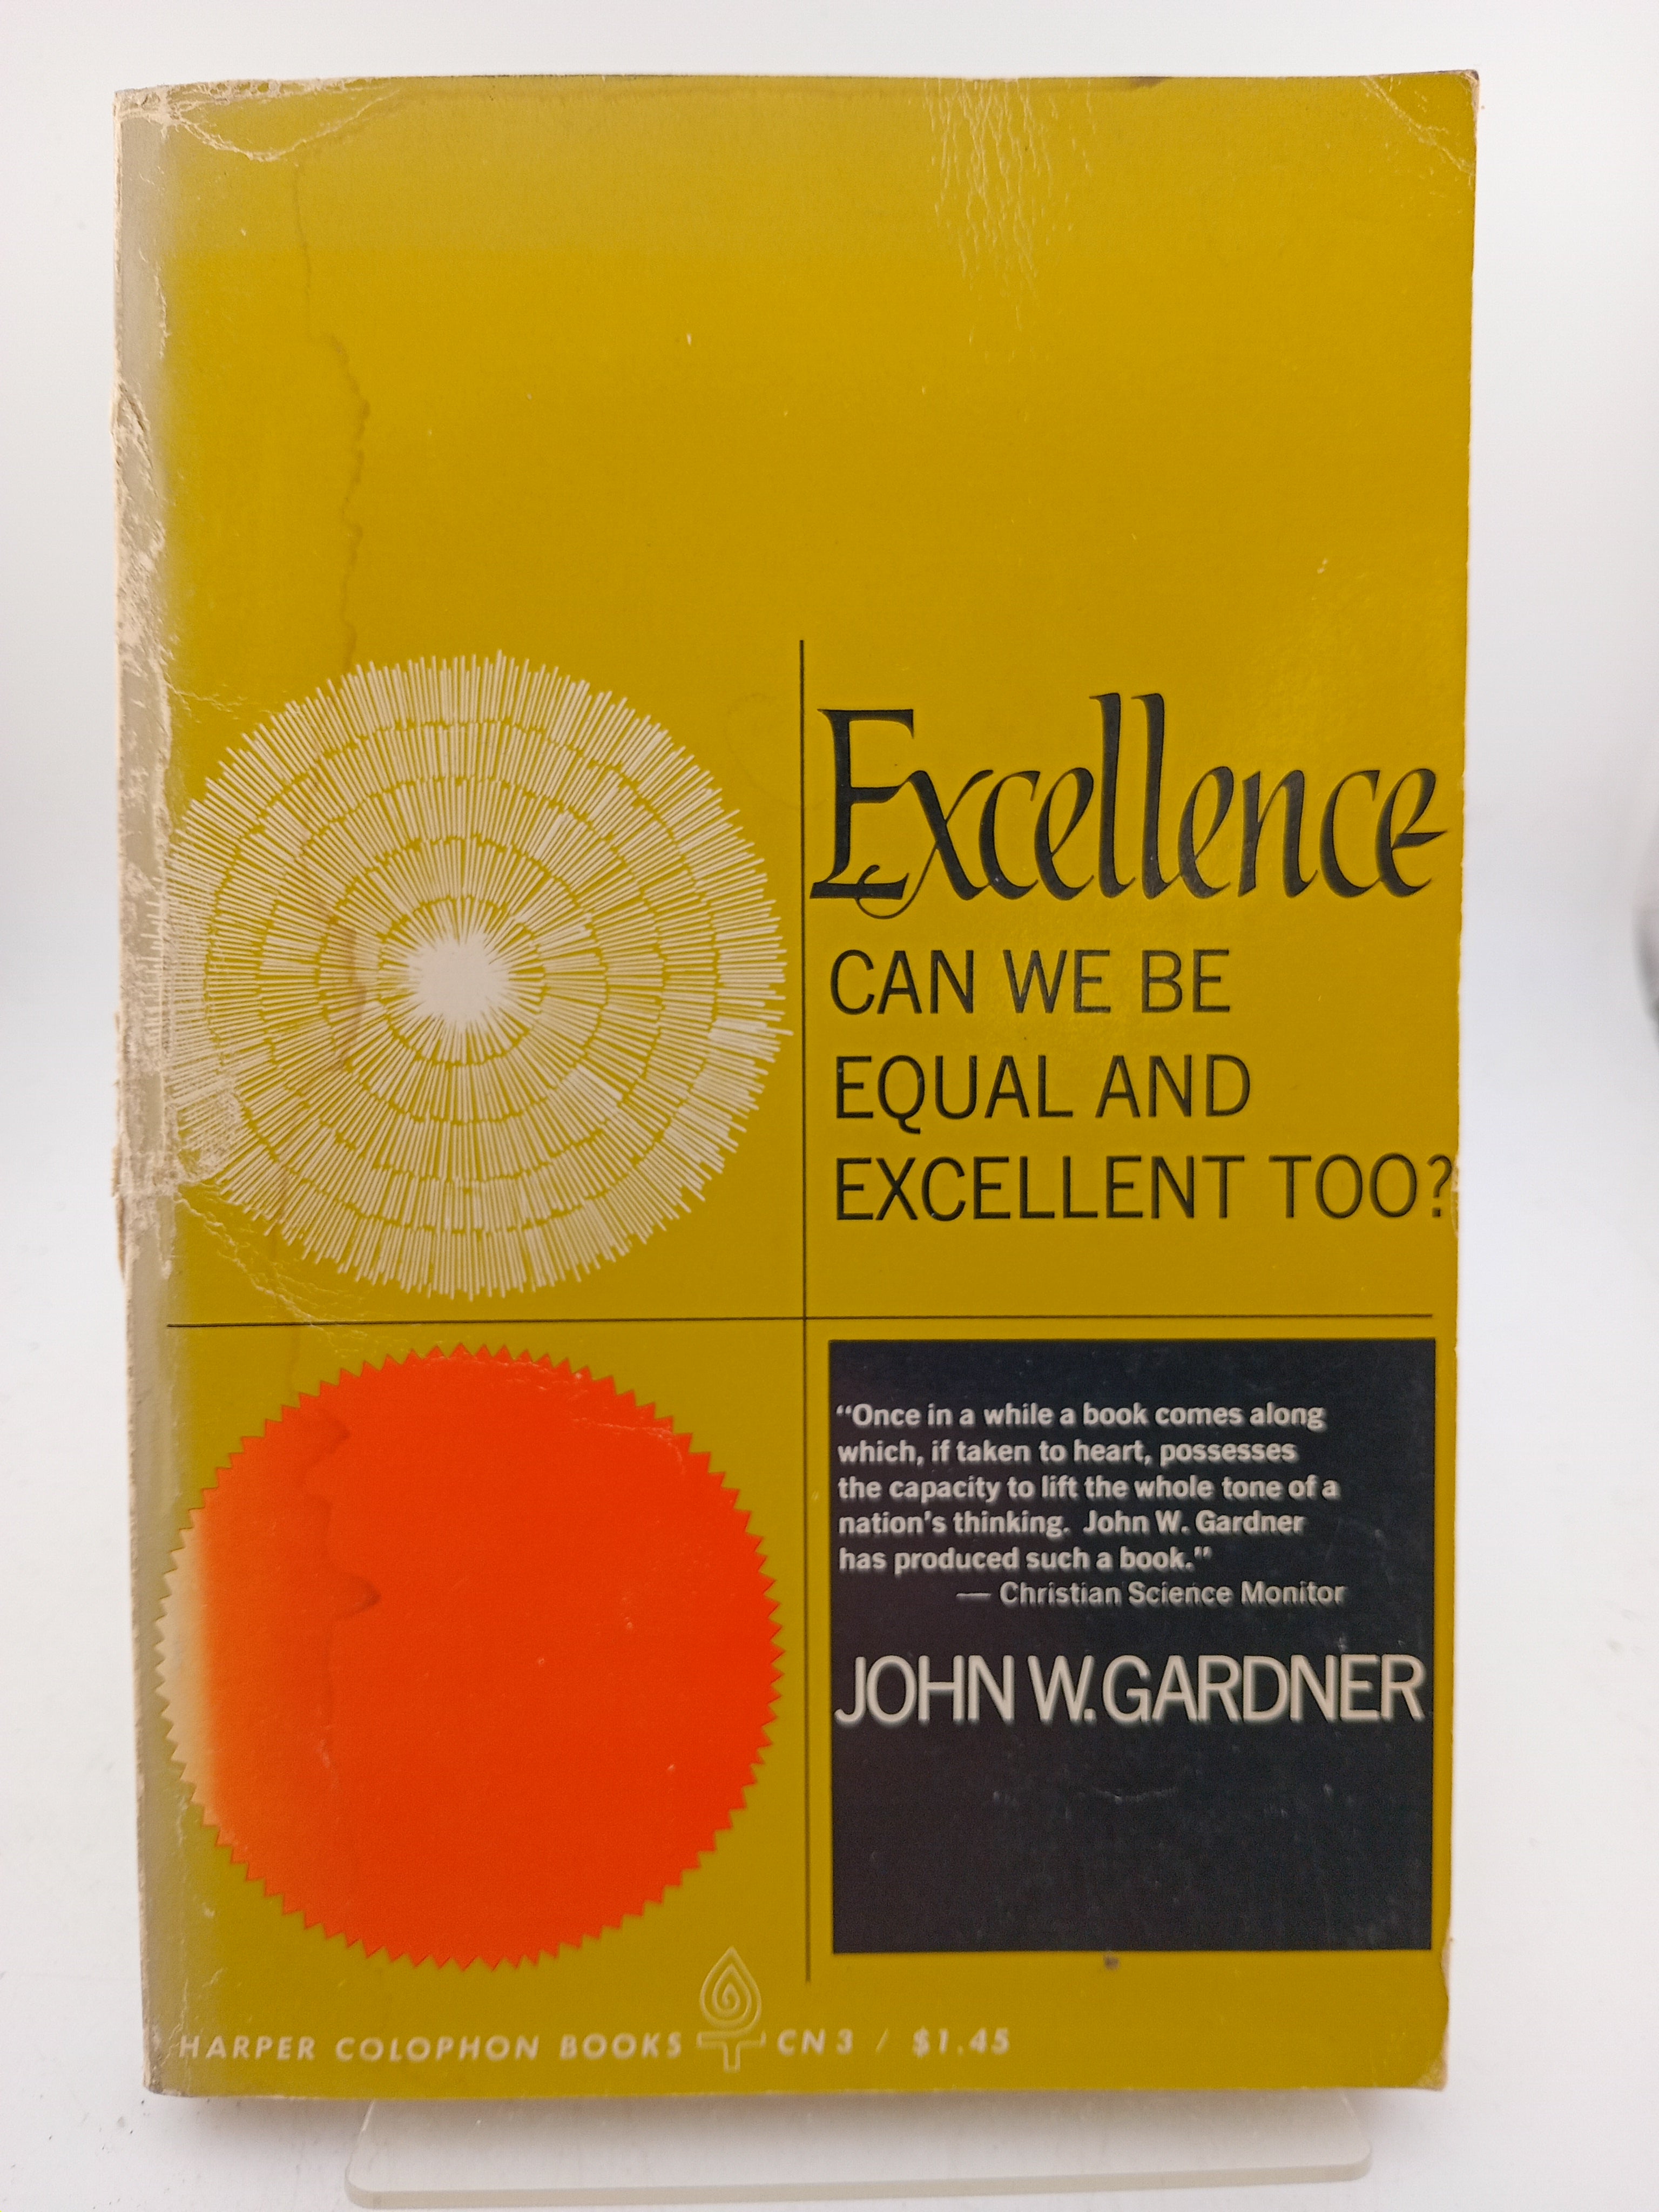 Excellence
CAN WE BE
EQUAL AND
EXCELLENT TOO?
"Once in a while a book comes along
which, if taken to heart, possesses
the capacity to lift the whole tone of a
nation's thinking. John W. Gardner
has produced such a book."
— Christian Science Monitor
JOHN W. GARDNER
HARPER COLOPHON BOOKS CN 3 / $1.45